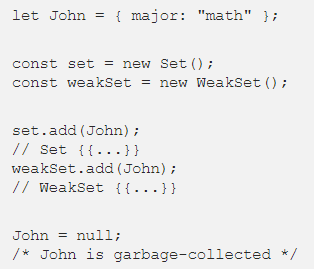 let John = { major: "math" };
const set = new Set();
const weakSet = new WeakSet();
set.add(John);
// Set {{...}}
weakSet.add(John);
// WeakSet {{...}}
John = null;
/* John is garbage-collected */